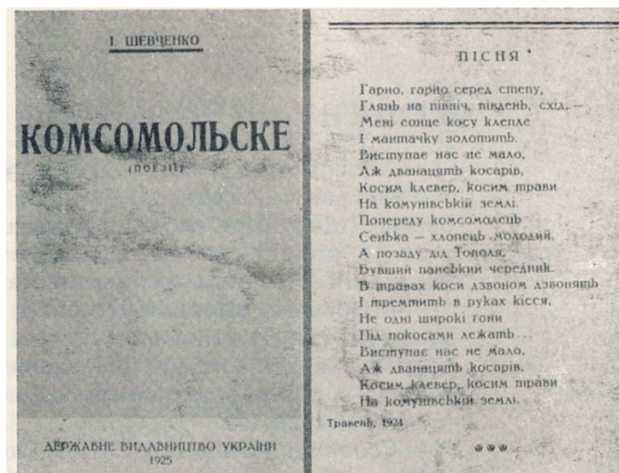 І. ШЕВЧЕНКО
КОМСОМОЛЬСКЕ
(ПОЕЗІЇ)
ДЕРЖАВНЕ ВИДАВНИЦТВО УКРАЇНИ
1925
ПІСНЯ
Гарно, гарно серед степу,
Глянь на північ, південь, схід, —
Мені сонце косу клепле
І мантачку золотить.
Виступає нас не мало,
Аж дванацять косарів,
Косим клевер, косим трави
На комунівській землі.
Попереду комсомолець
Сенька — хлопець молодий.
А позаду дід Тополя,
Бувший панський чередник.
В травах коси дзвоном дзвонять
І тремтить в руках кісся,
Не одні широкі гони
Під покосами лежать...
Виступає нас не мало,
Аж дванацять косарів,
Косим клевер, косим трави
На комунівській землі.
Травень, 1924